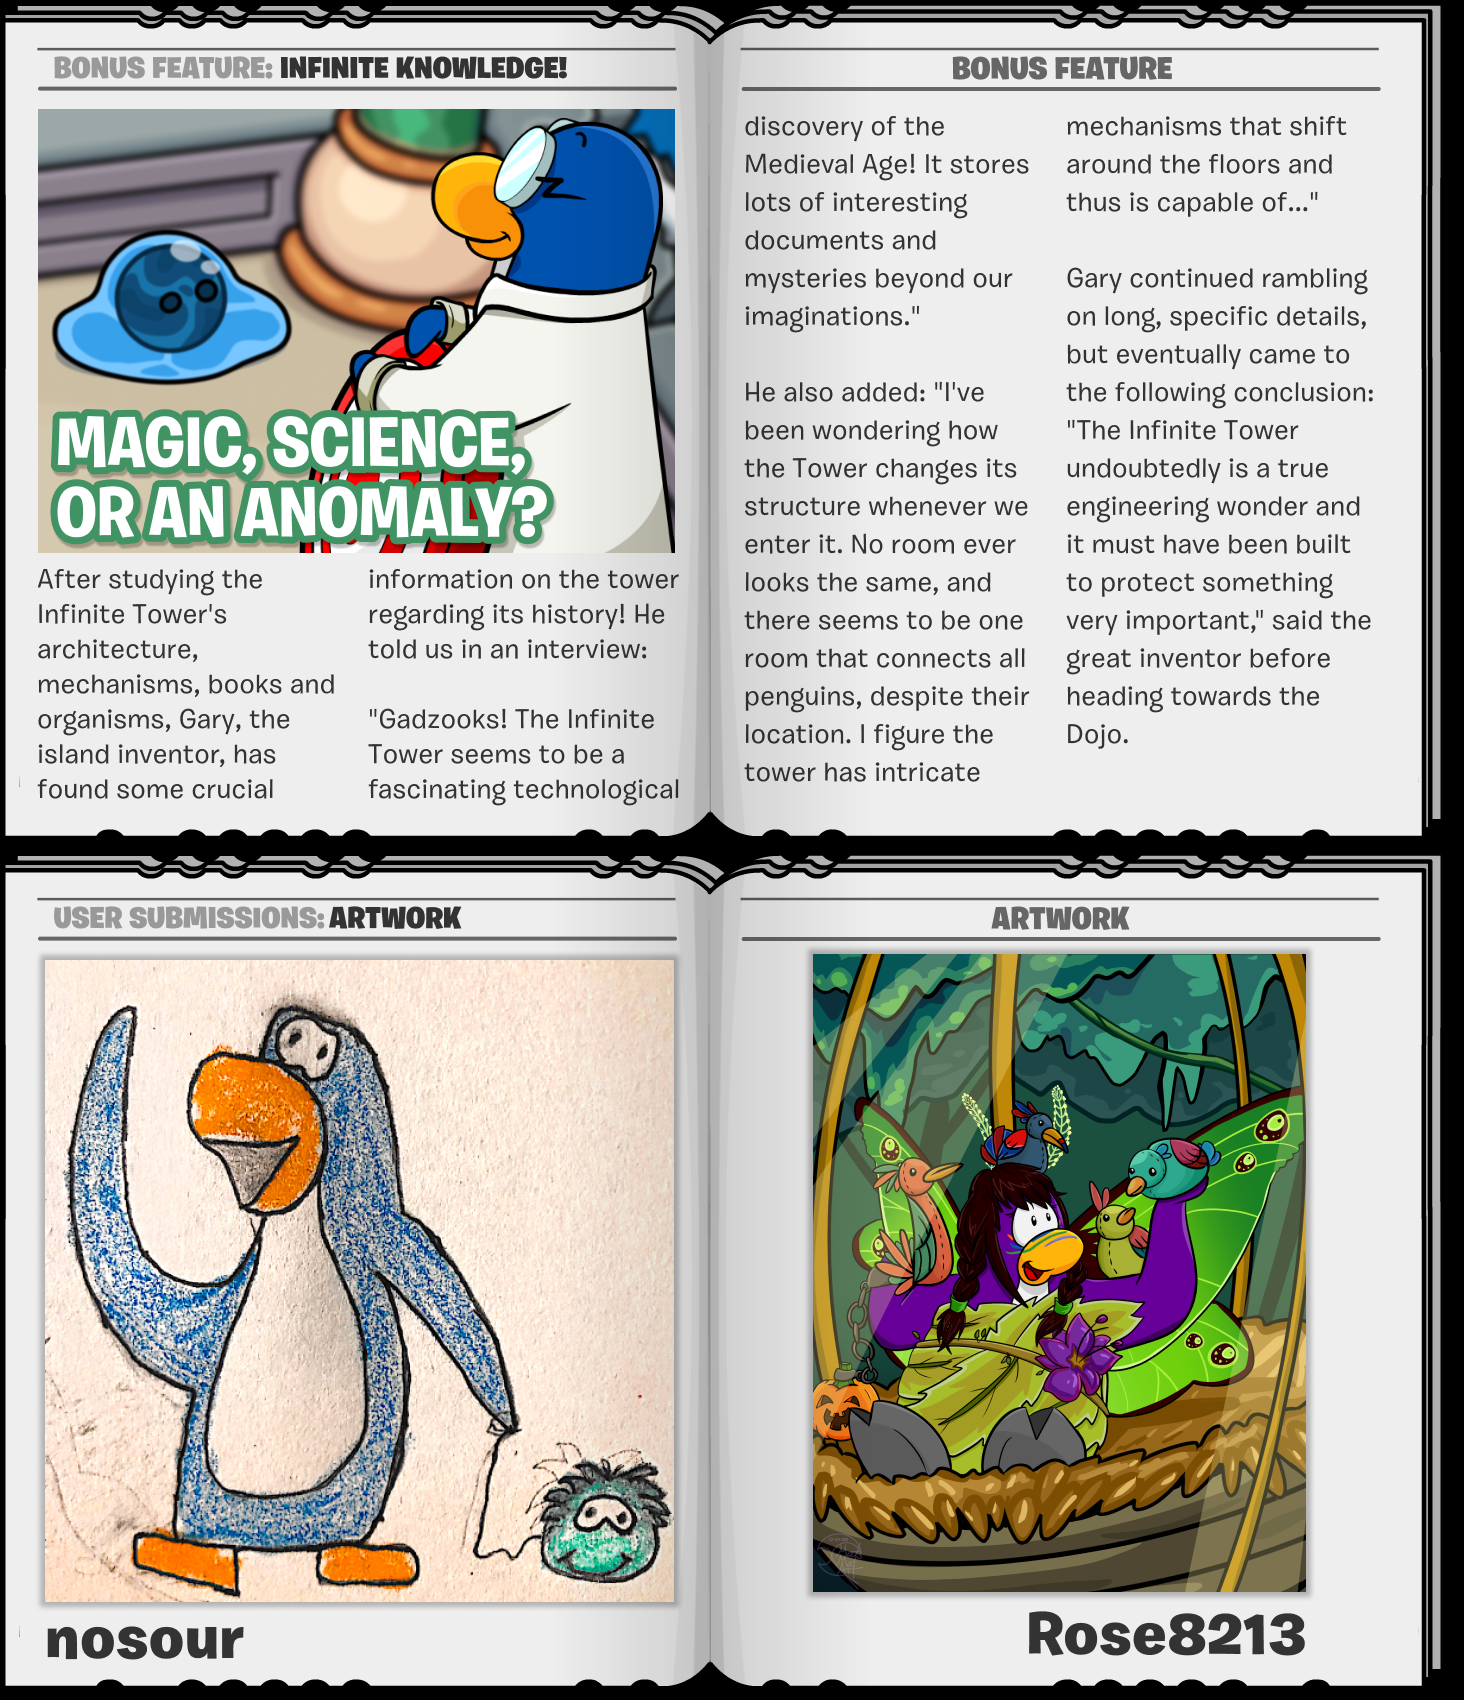 BONUS FEATURE: INFINITE KNOWLEDGE!
MAGIC, SCIENCE,
OR AN ANOMALY?
After studying the
Infinite Tower's
architecture,
mechanisms, books and
organisms, Gary, the
island inventor, has
found some crucial
information on the tower
regarding its history! He
told us in an interview:
"Gadzooks! The Infinite
Tower seems to be a
fascinating technological
BONUS FEATURE
discovery of the
Medieval Age! It stores
lots of interesting
documents and
mysteries beyond our
imaginations."
He also added: "I've
been wondering how
the Tower changes its
structure whenever we
enter it. No room ever
looks the same, and
there seems to be one
room that connects all
penguins, despite their
location. I figure the
tower has intricate
mechanisms that shift
around the floors and
thus is capable of..."
Gary continued rambling
on long, specific details,
but eventually came to
the following conclusion:
"The Infinite Tower
undoubtedly is a true
engineering wonder and
it must have been built
to protect something
very important," said the
great inventor before
heading towards the
Dojo.
USER SUBMISSIONS: ARTWORK
nosour
ARTWORK
Rose8213